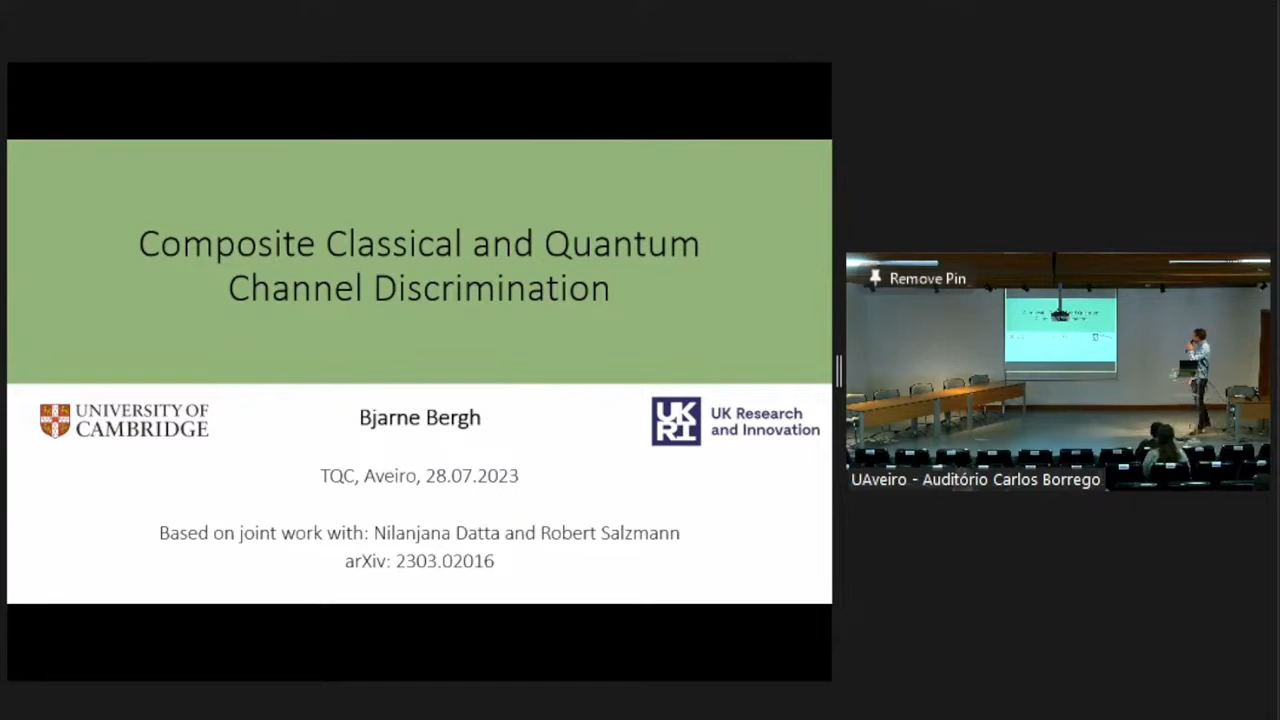 Composite Classical and Quantum
Channel Discrimination
UNIVERSITY OF
CAMBRIDGE
Bjarne Bergh
UK
RI
UK Research
and Innovation
TQC, Aveiro, 28.07.2023
Based on joint work with: Nilanjana Datta and Robert Salzmann
arXiv: 2303.02016
Remove Pin
UAveiro - Auditório Carlos Borrego